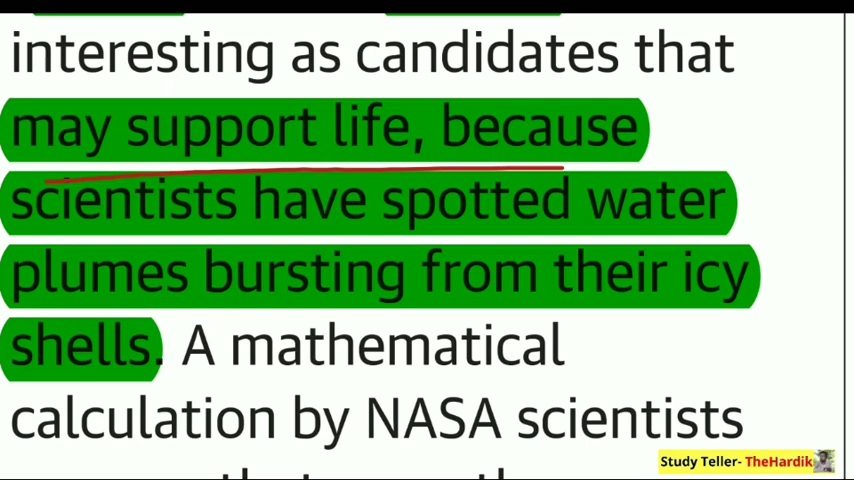 interesting as candidates that
may support life, because
scientists have spotted water
plumes bursting from their icy
shells. A mathematical
calculation by NASA scientists
Study Teller- TheHardik